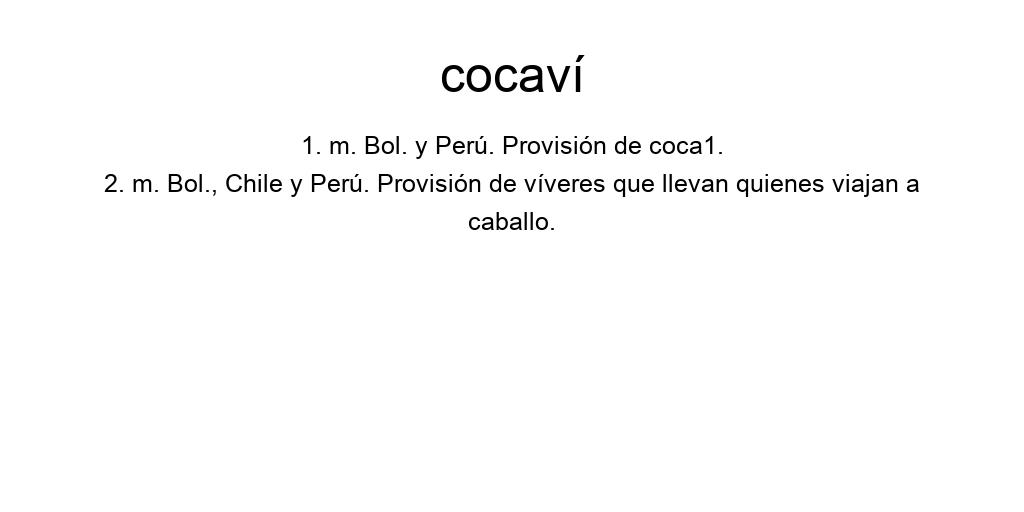 cocaví
1. m. Bol. y Perú. Provisión de coca1.
2. m. Bol., Chile y Perú. Provisión de víveres que llevan quienes viajan a
caballo.